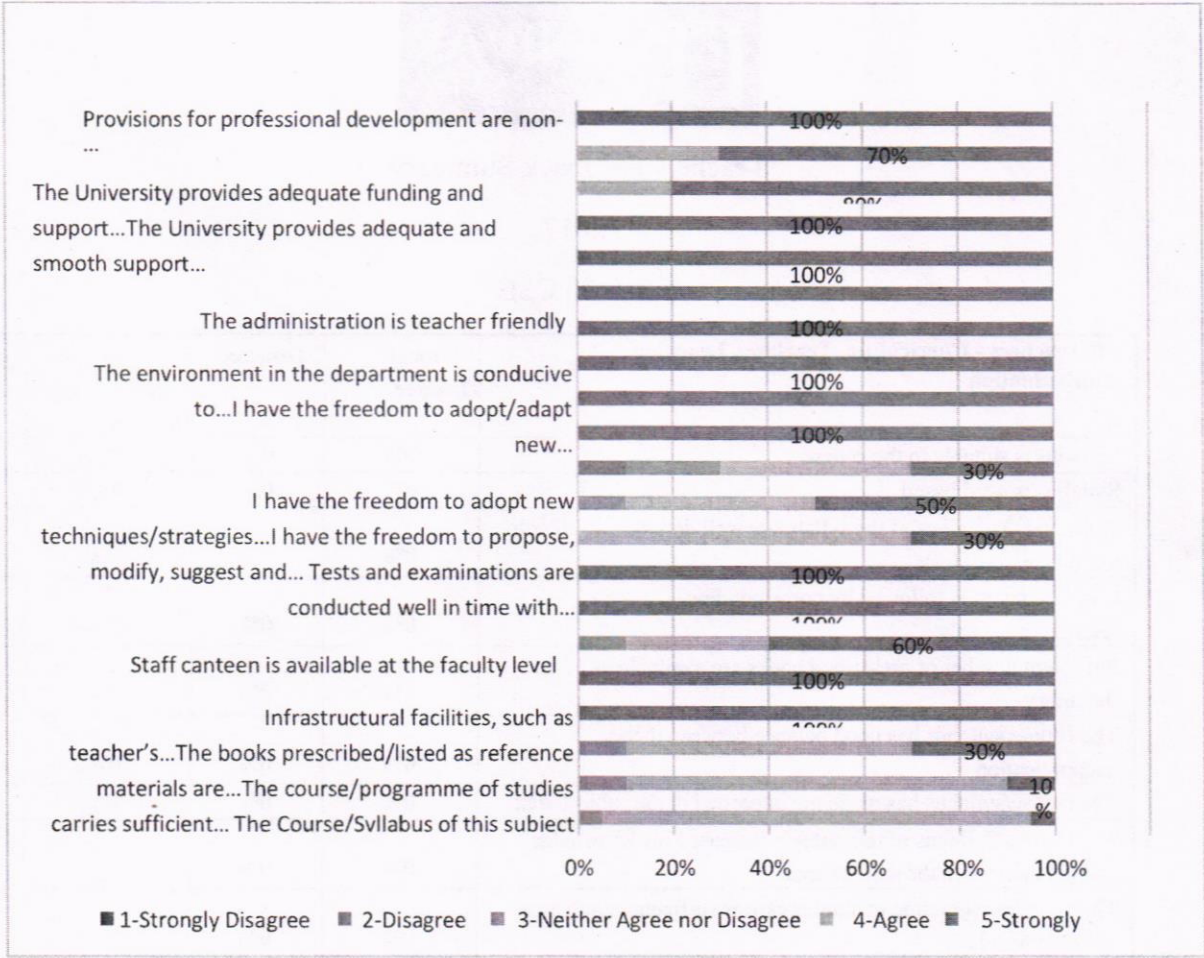 Provisions for professional development are non-
...
100%
70%
The University provides adequate funding and
support...The University provides adequate and
smooth support...
80%
100%
100%
The administration is teacher friendly
100%
The environment in the department is conducive
to...I have the freedom to adopt/adapt
new...
100%
100%
30%
I have the freedom to adopt new
techniques/strategies...I have the freedom to propose,
modify, suggest and... Tests and examinations are
conducted well in time with...
50%
30%
100%
100%
Staff canteen is available at the faculty level
60%
100%
Infrastructural facilities, such as
teacher's...The books prescribed/listed as reference
materials are...The course/programme of studies
carries sufficient... The Course/Syllabus of this subject
100%
30%
10
%
0% 20% 40% 60% 80% 100%
1-Strongly Disagree 2-Disagree 3-Neither Agree nor Disagree 4-Agree 5-Strongly